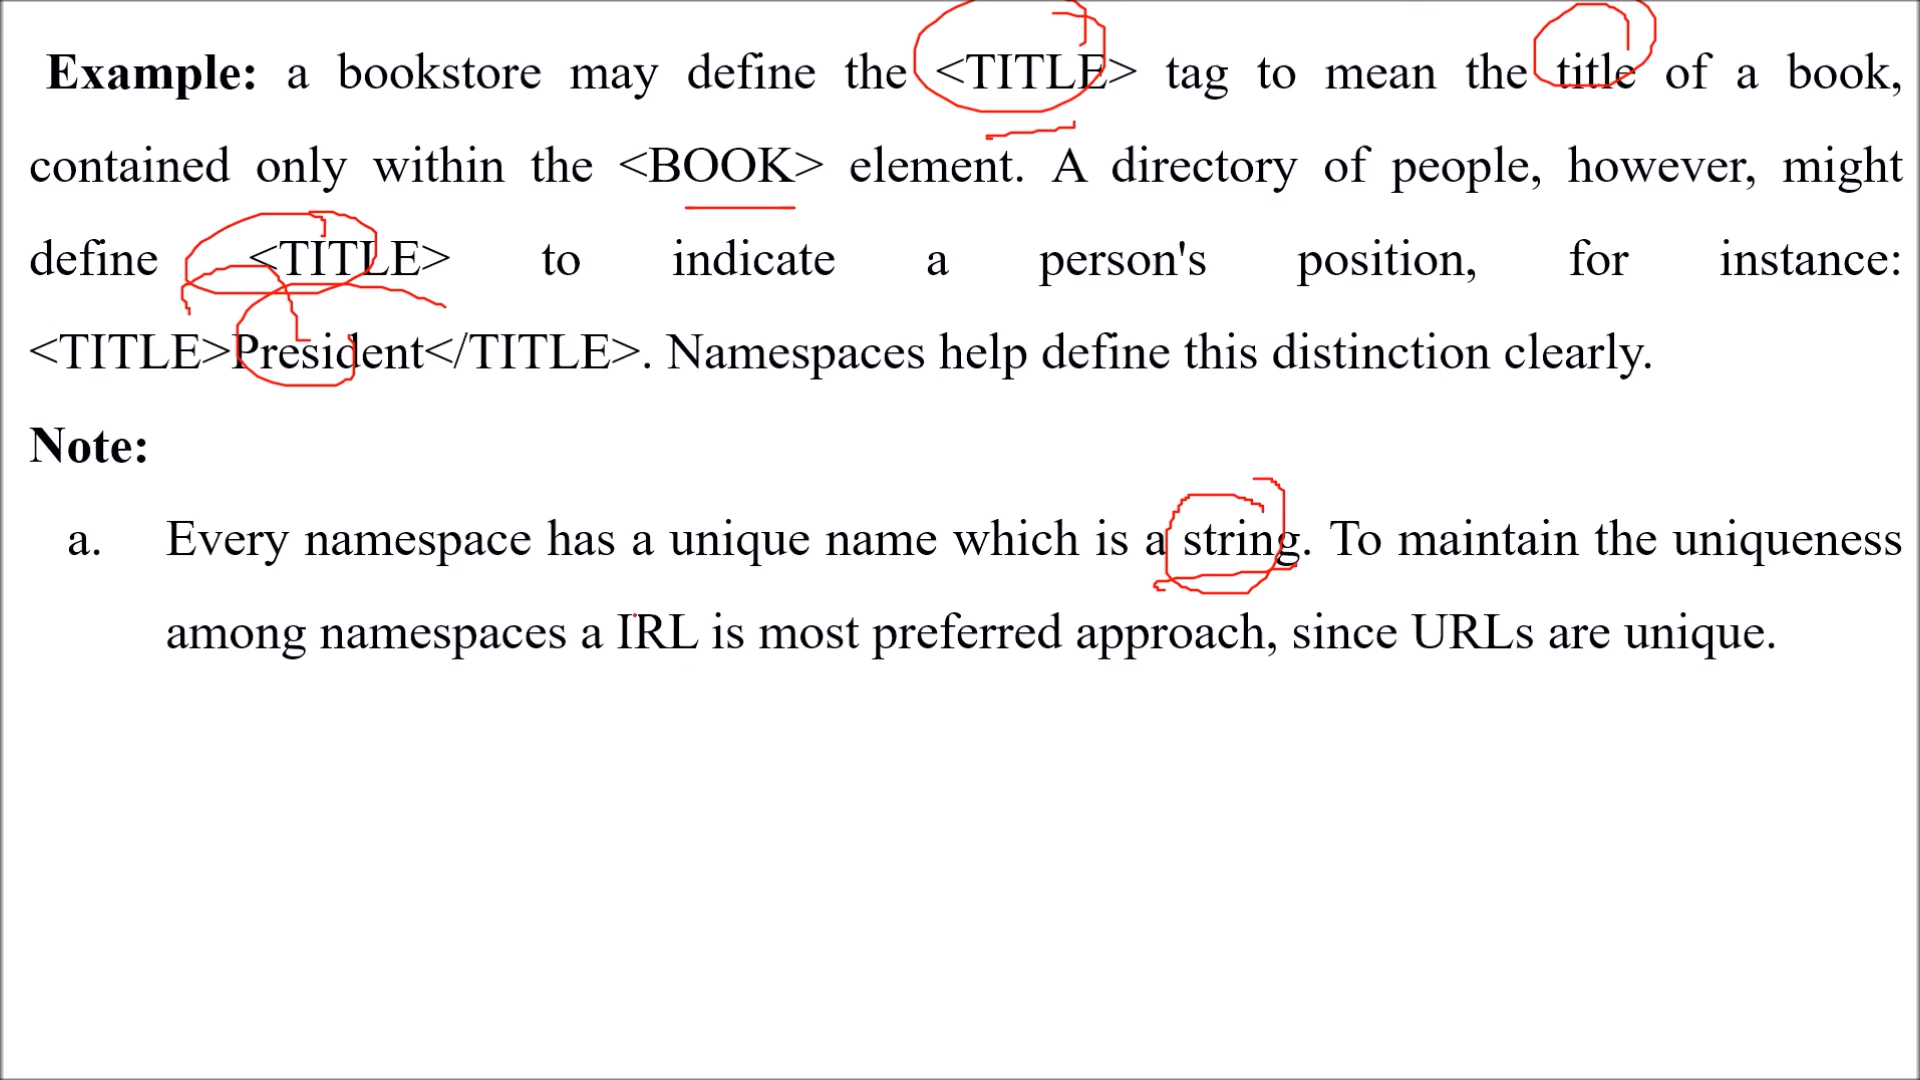 Example: a bookstore may define the <TITLE> tag to mean the title of a book,
contained only within the <BOOK> element. A directory of people, however, might
define <TITLE> to indicate a person's position, for instance:
<TITLE>President</TITLE>. Namespaces help define this distinction clearly.
Note:
a. Every namespace has a unique name which is a string. To maintain the uniqueness
among namespaces a IRL is most preferred approach, since URLs are unique.